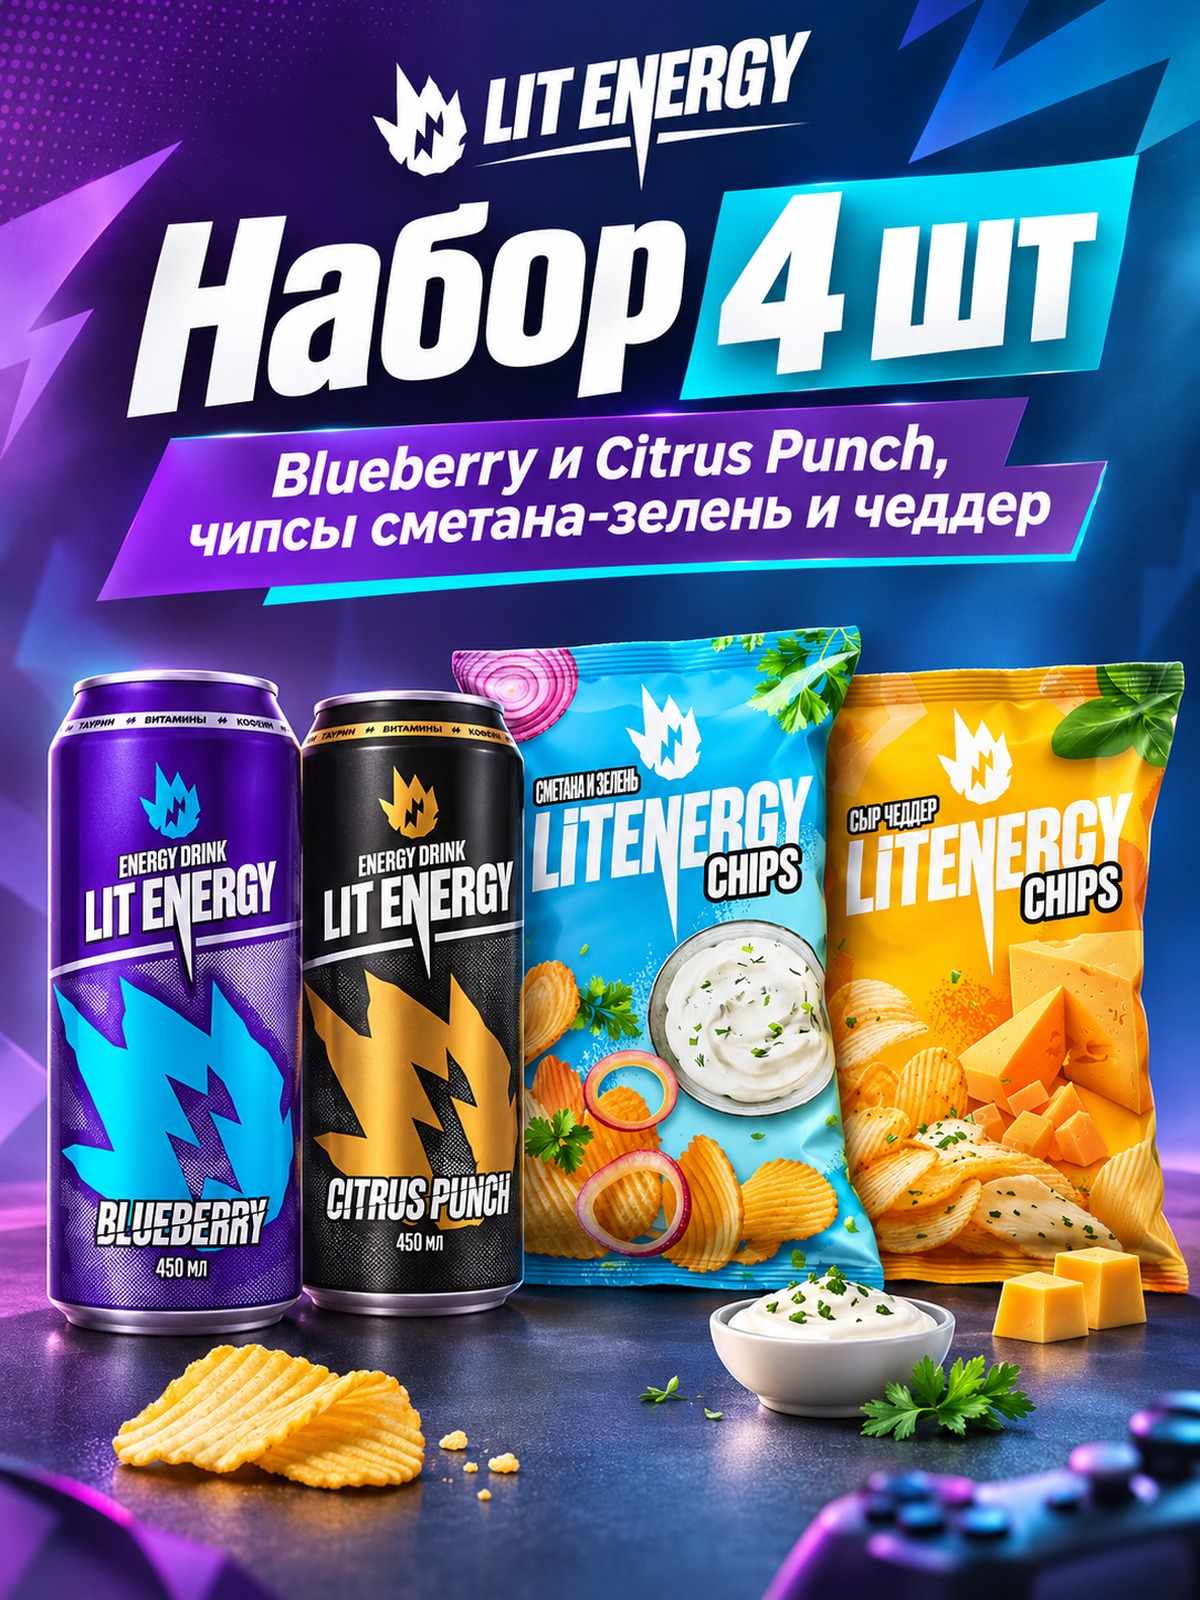 LIT ENERGY
Набор 4 шт
Blueberry и Citrus Punch,
чипсы сметана-зелень и чеддер
ТАУРИН ВИТАМИНЫ КОФЕИН
ENERGY DRINK
LIT ENERGY
BLUEBERRY
450 МЛ
ТАУРИН ВИТАМИНЫ КОФЕИН
ENERGY DRINK
LIT ENERGY
CITRUS PUNCH
450 МЛ
СМЕТАНА И ЗЕЛЕНЬ
LiTENERGY
CHIPS
СЫР ЧЕДДЕР
LiTENERGY
CHIPS